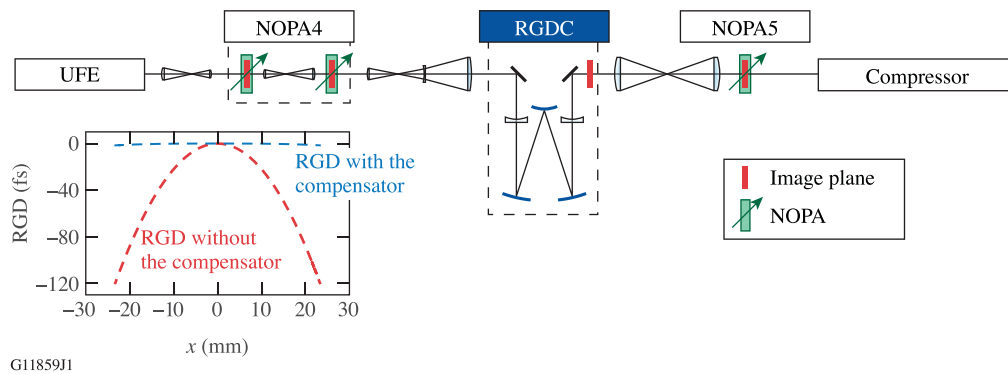 NOPA4
RGDC
NOPA5
UFE
Compressor
0
−40
−80
−120
RGD (fs)
RGD with the
compensator
RGD without
the compensator
−30
−20
−10
0
10
20
30
x (mm)
Image plane
NOPA
G11859J1